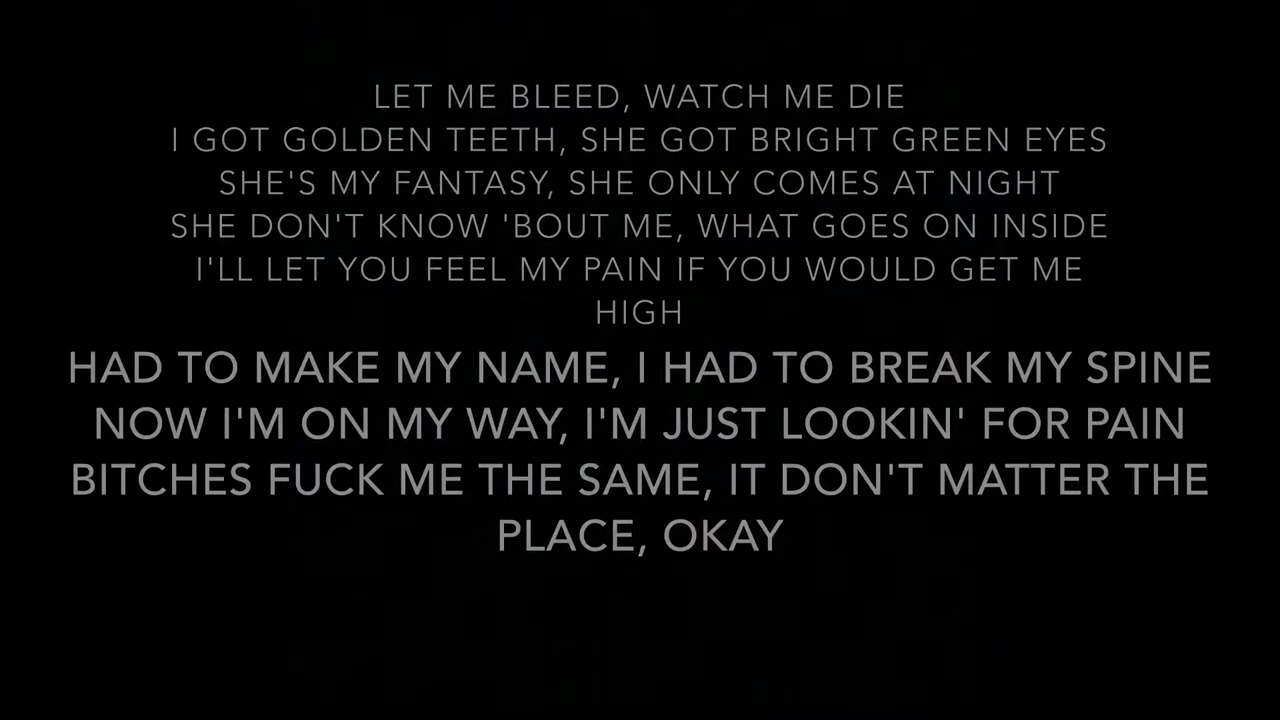 LET ME BLEED, WATCH ME DIE
I GOT GOLDEN TEETH, SHE GOT BRIGHT GREEN EYES
SHE'S MY FANTASY, SHE ONLY COMES AT NIGHT
SHE DON'T KNOW 'BOUT ME, WHAT GOES ON INSIDE
I'LL LET YOU FEEL MY PAIN IF YOU WOULD GET ME
HIGH
HAD TO MAKE MY NAME, I HAD TO BREAK MY SPINE
NOW I'M ON MY WAY, I'M JUST LOOKIN' FOR PAIN
BITCHES FUCK ME THE SAME, IT DON'T MATTER THE
PLACE, OKAY